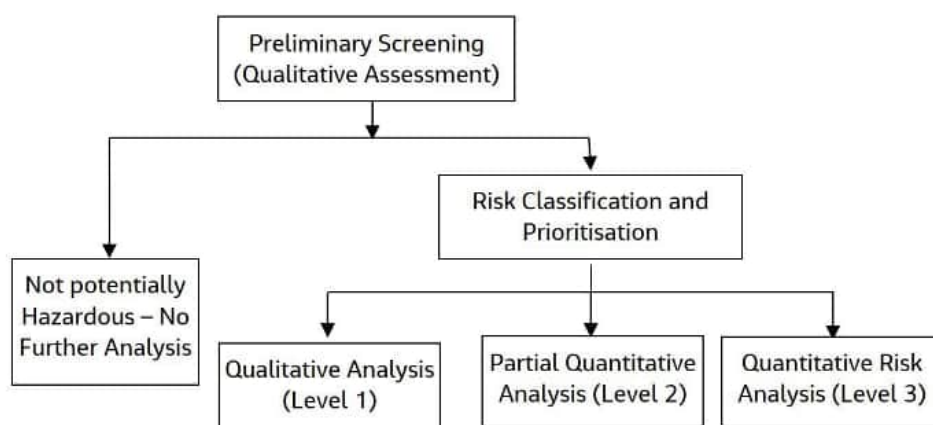 Preliminary Screening
(Qualitative Assessment)
Risk Classification and
Prioritisation
Not potentially
Hazardous – No
Further Analysis
Qualitative Analysis
(Level 1)
Partial Quantitative
Analysis (Level 2)
Quantitative Risk
Analysis (Level 3)